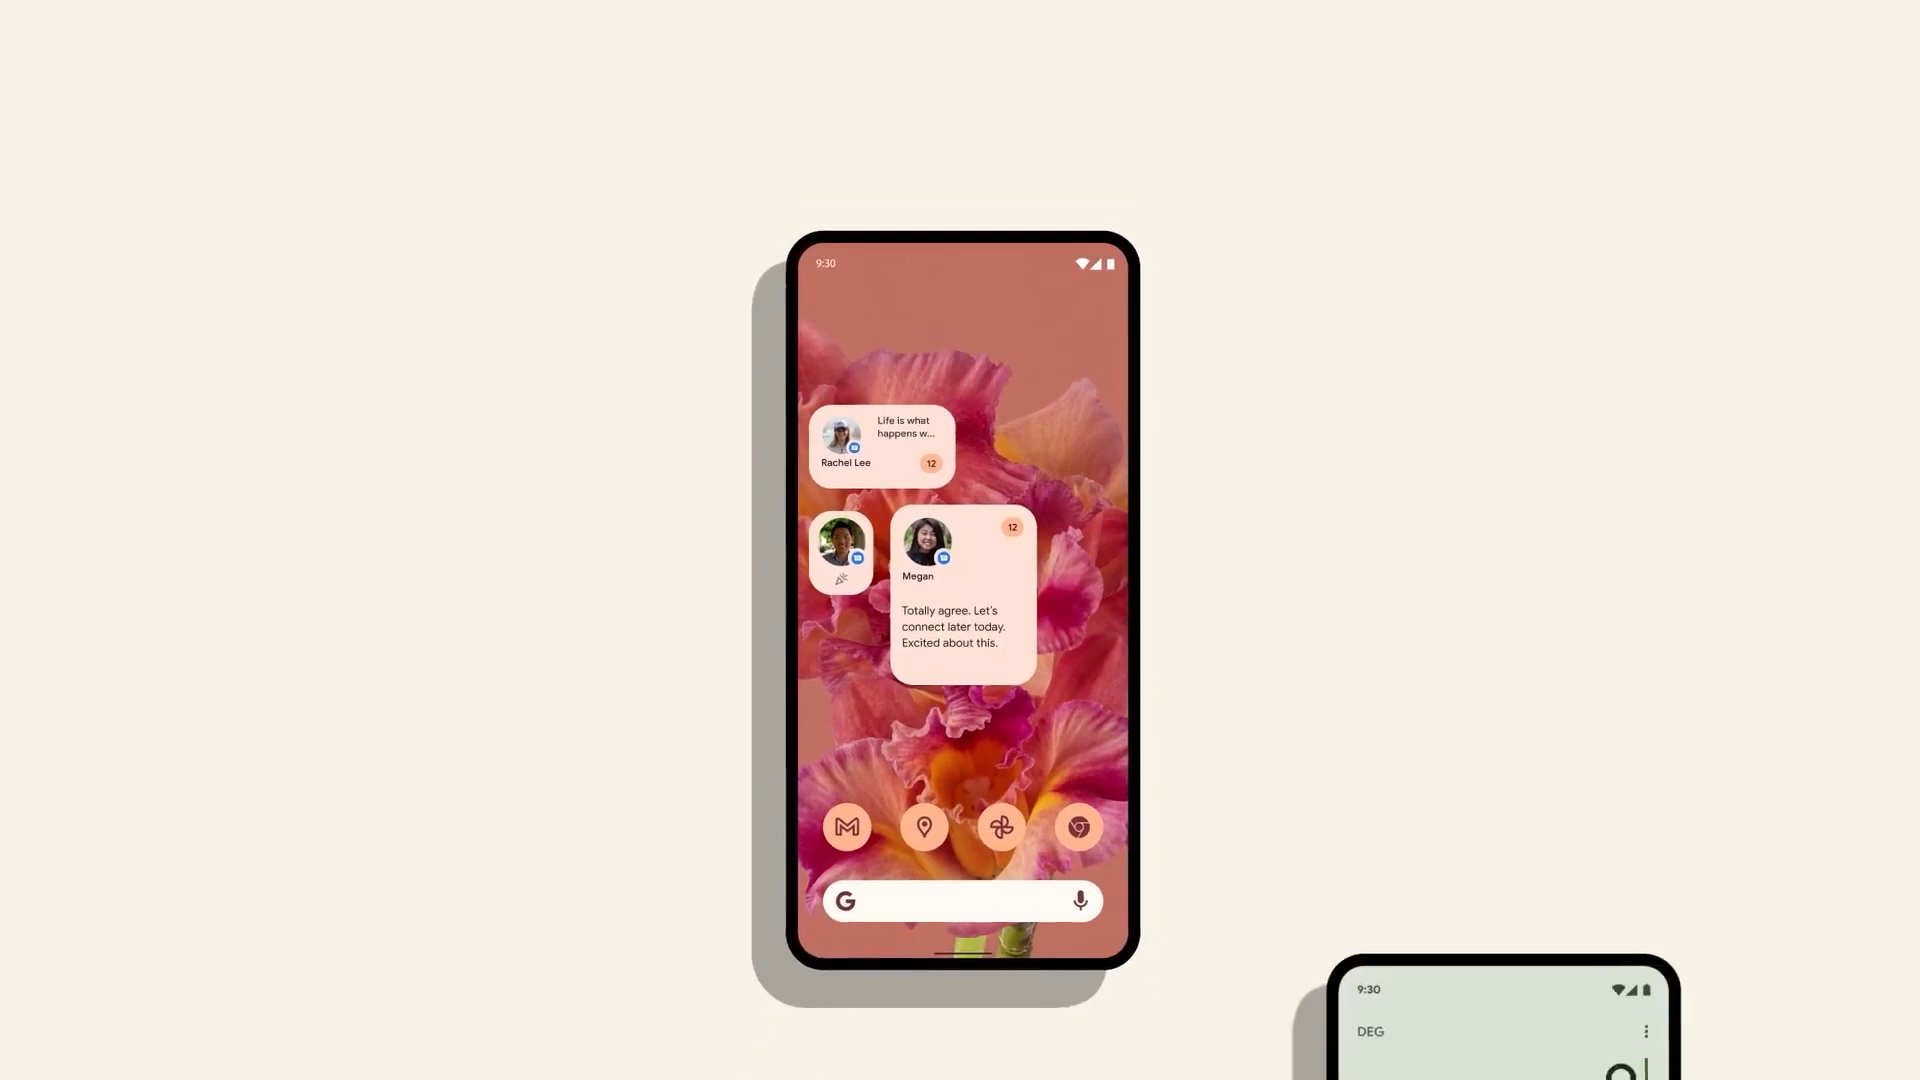 9:30
Life is what
happens w...
Rachel Lee
12
12
Megan
Totally agree. Let's
connect later today.
Excited about this.
G
9:30
DEG